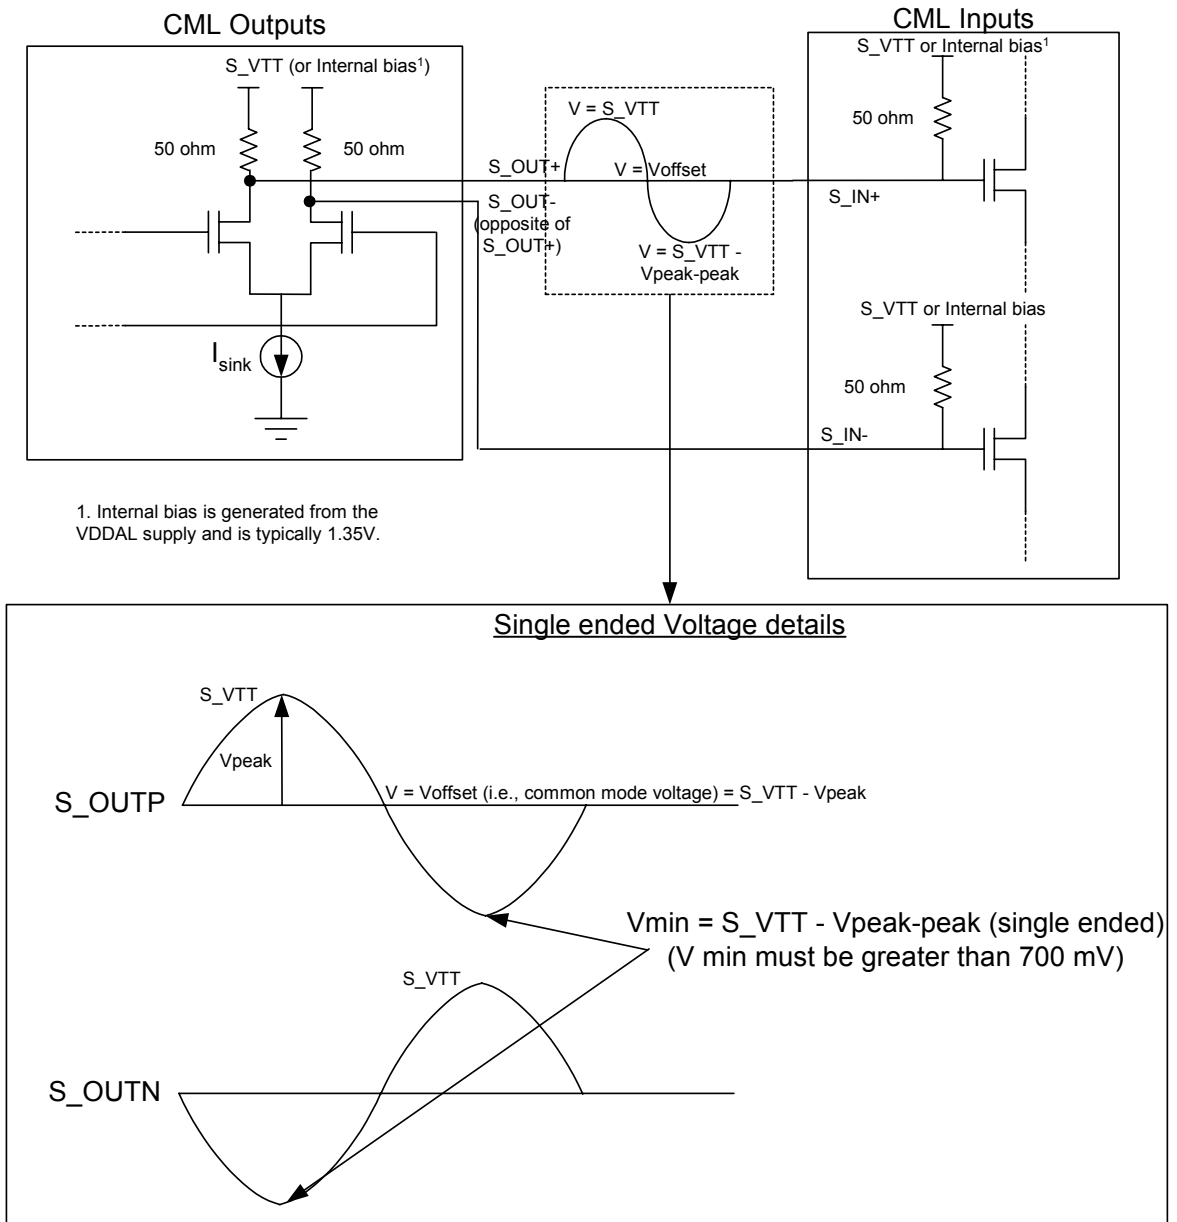 CML Outputs
CML Inputs
S_VTT (or Internal bias¹)
S_VTT or Internal bias¹
V = S_VTT
50 ohm
50 ohm
50 ohm
S_OUT+
V = Voffset
S_IN+
S_OUT-
(opposite of
S_OUT+)
V = S_VTT -
Vpeak-peak
S_VTT or Internal bias
Isink
50 ohm
S_IN-
1. Internal bias is generated from the
VDDAL supply and is typically 1.35V.
Single ended Voltage details
S_VTT
Vpeak
S_OUTP
V = Voffset (i.e., common mode voltage) = S_VTT - Vpeak
Vmin = S_VTT - Vpeak-peak (single ended)
(V min must be greater than 700 mV)
S_VTT
S_OUTN